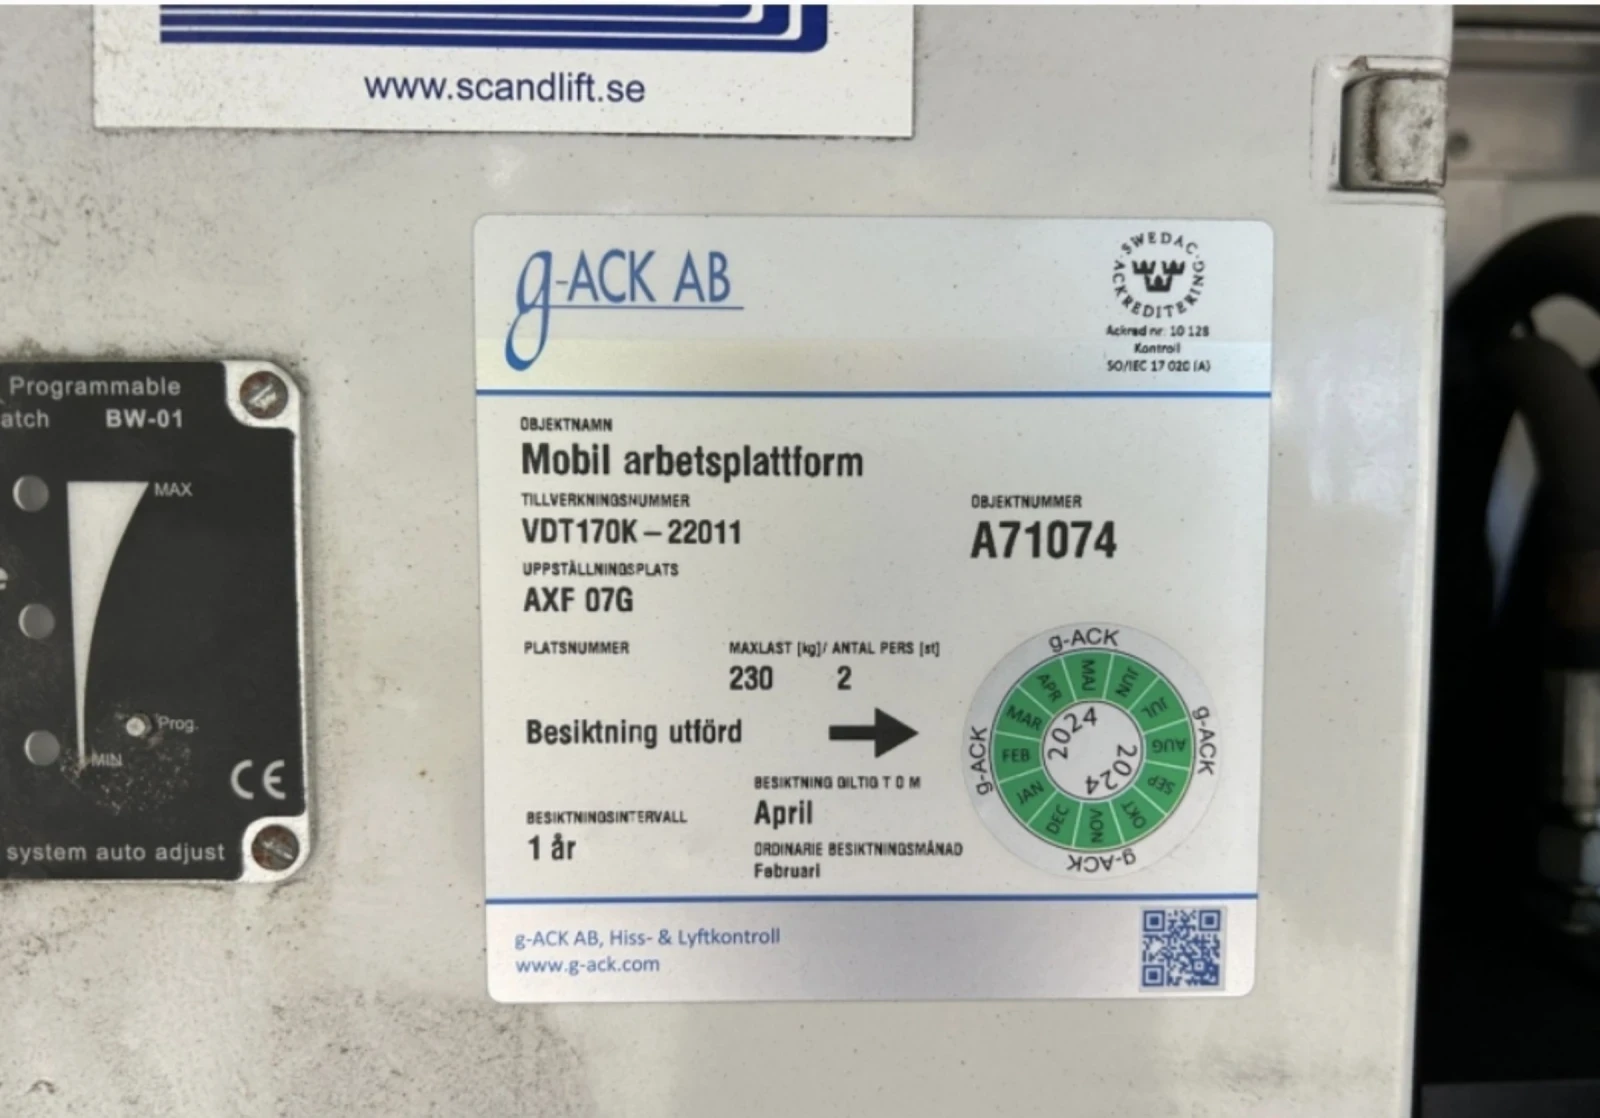 www.scandlift.se
g-ACK AB
SWEDAC ACKREDITERING
Ackred nr: 10 128
Kontroll
SO/IEC 17 020 (A)
Programmable
atch BW-01
MAX
Prog.
MIN
CE
system auto adjust
OBJEKTNAMN
Mobil arbetsplattform
TILLVERKNINGSNUMMER
VDT170K – 22011
OBJEKTNUMMER
A71074
UPPSTÄLLNINGSPLATS
AXF 07G
PLATSNUMMER
MAXLAST [kg]/ ANTAL PERS [st]
230 2
Besiktning utförd
BESIKTNING GILTIG T O M
April
BESIKTNINGSINTERVALL
1 år
ORDINARIE BESIKTNINGSMÅNAD
Februari
g-ACK
g-ACK
g-ACK
g-ACK
JAN FEB MAR APR MAJ JUN JUL AUG SEP OKT NOV DEC
2024
2024
g-ACK AB, Hiss- & Lyftkontroll
www.g-ack.com